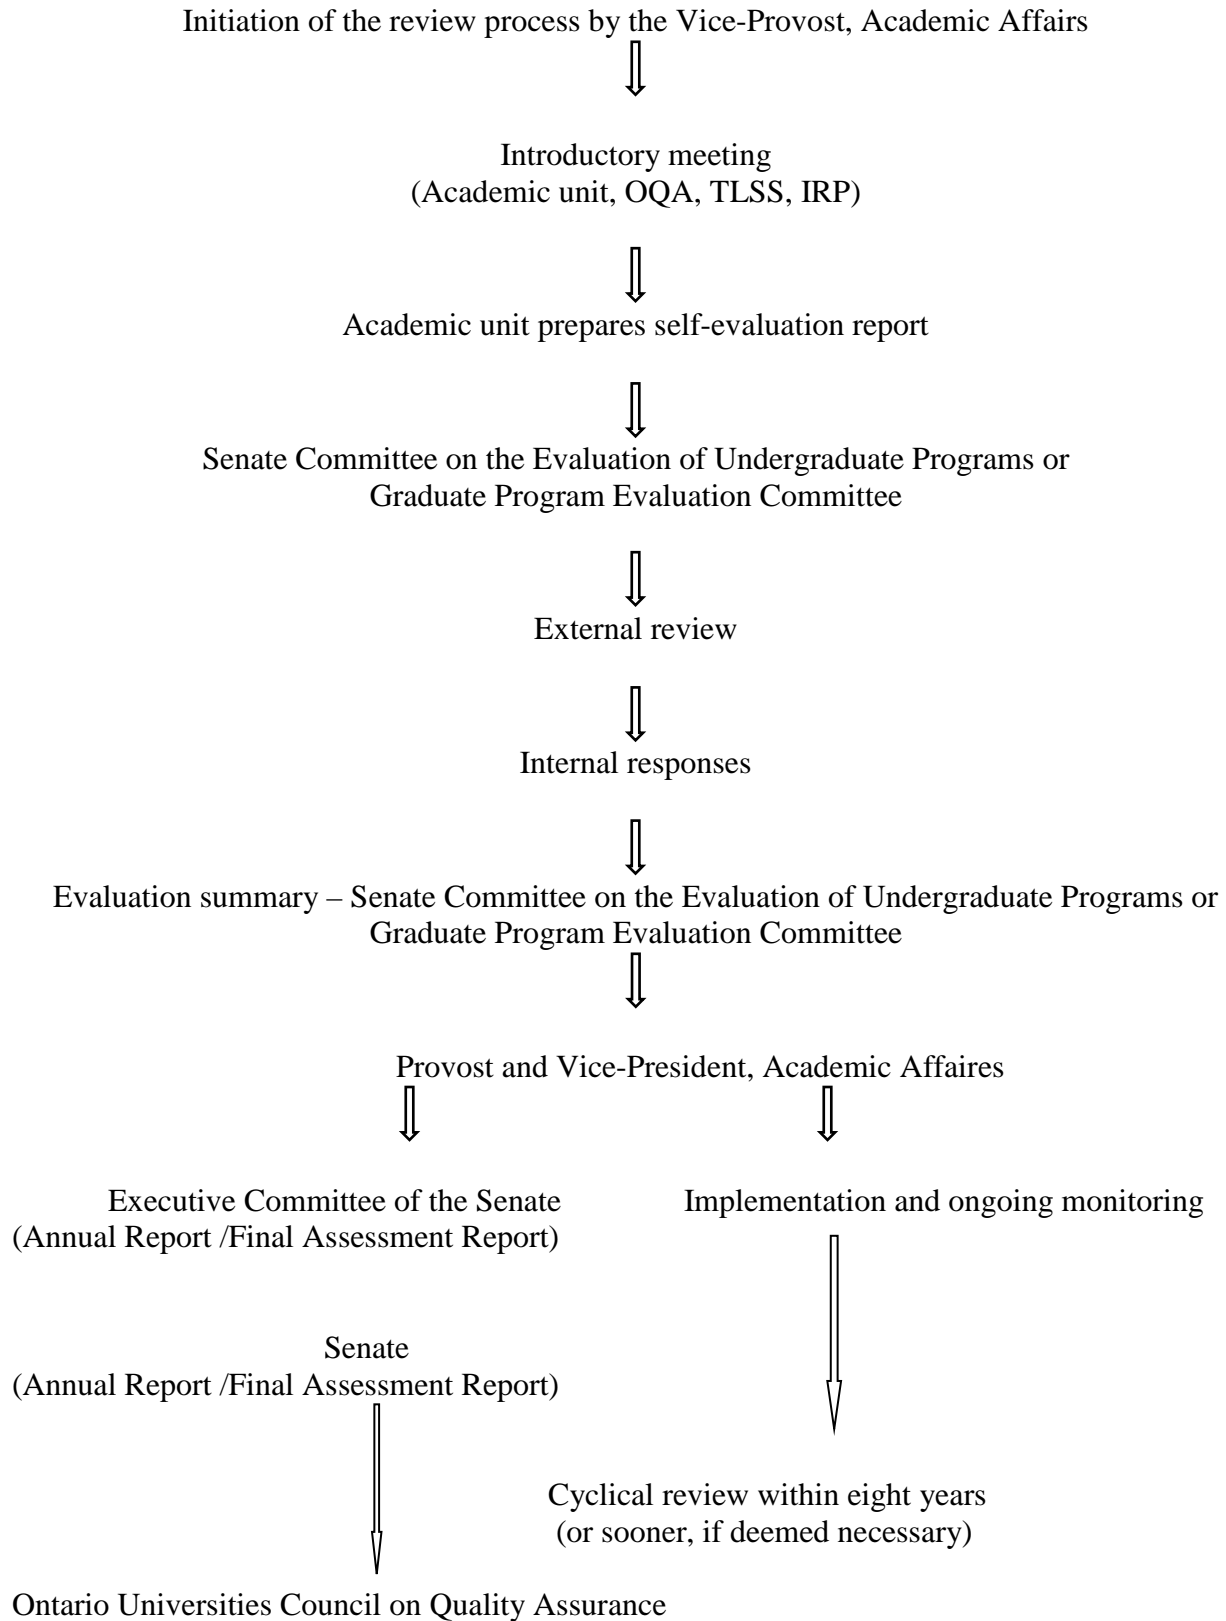 Initiation of the review process by the Vice-Provost, Academic Affairs
Introductory meeting
(Academic unit, OQA, TLSS, IRP)
Academic unit prepares self-evaluation report
Senate Committee on the Evaluation of Undergraduate Programs or
Graduate Program Evaluation Committee
External review
Internal responses
Evaluation summary – Senate Committee on the Evaluation of Undergraduate Programs or
Graduate Program Evaluation Committee
Provost and Vice-President, Academic Affaires
Executive Committee of the Senate
(Annual Report /Final Assessment Report)
Implementation and ongoing monitoring
Senate
(Annual Report /Final Assessment Report)
Cyclical review within eight years
(or sooner, if deemed necessary)
Ontario Universities Council on Quality Assurance